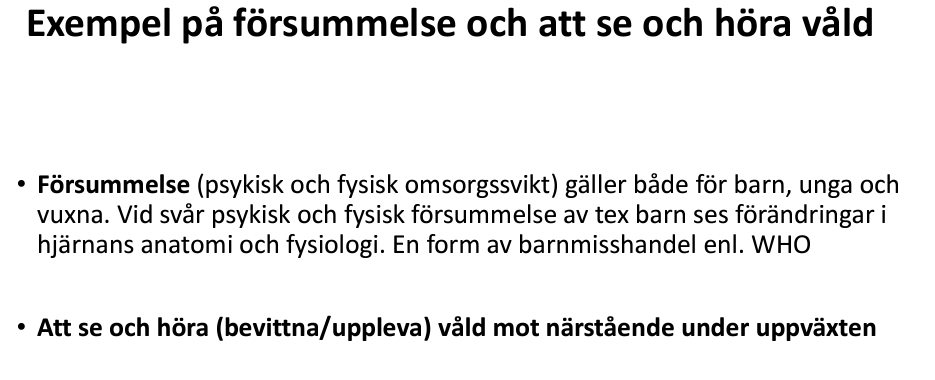 Exempel på försummelse och att se och höra våld
• Försummelse (psykisk och fysisk omsorgssvikt) gäller både för barn, unga och
vuxna. Vid svår psykisk och fysisk försummelse av tex barn ses förändringar i
hjärnans anatomi och fysiologi. En form av barnmisshandel enl. WHO
• Att se och höra (bevittna/uppleva) våld mot närstående under uppväxten